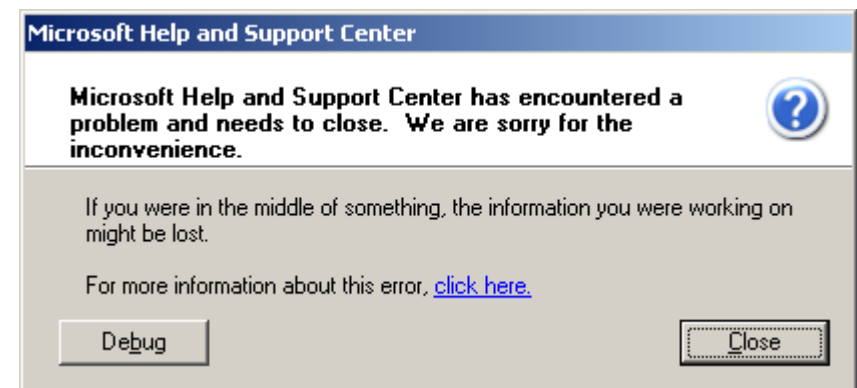 Microsoft Help and Support Center
Microsoft Help and Support Center has encountered a
problem and needs to close.  We are sorry for the
inconvenience.
If you were in the middle of something, the information you were working on
might be lost.
For more information about this error, click here.
Debug
Close